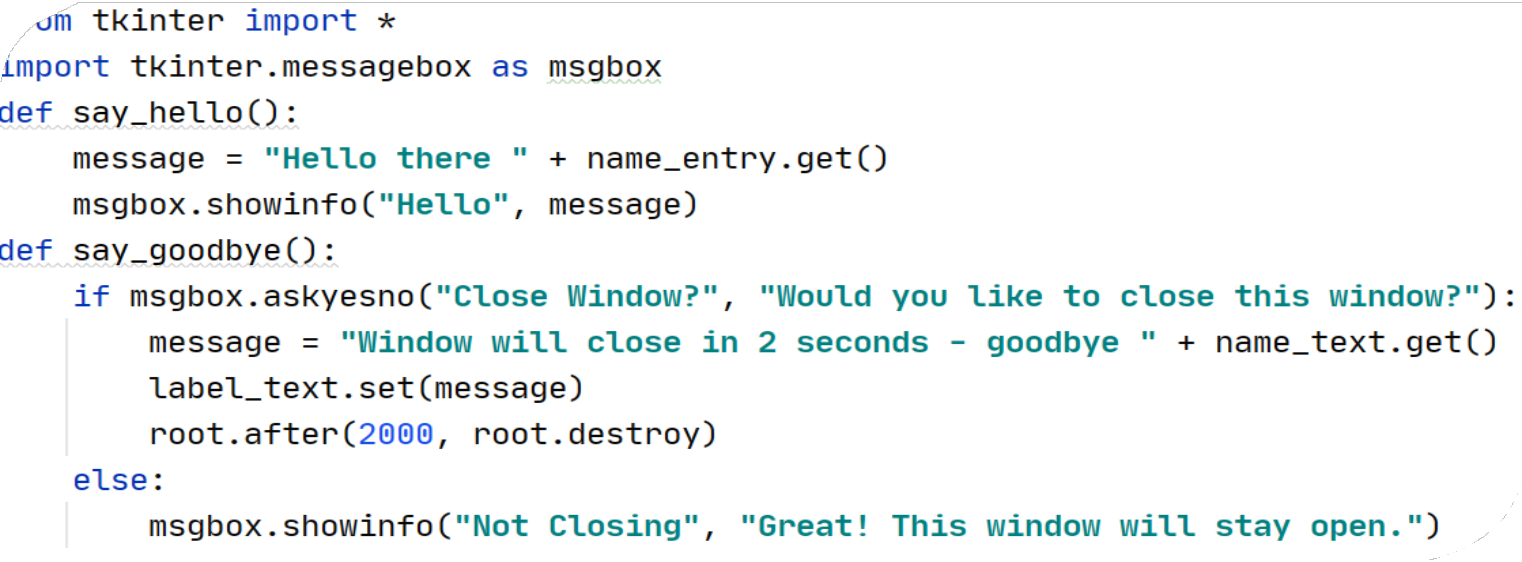 om tkinter import *
import tkinter.messagebox as msgbox
def say_hello():
    message = "Hello there " + name_entry.get()
    msgbox.showinfo("Hello", message)
def say_goodbye():
    if msgbox.askyesno("Close Window?", "Would you like to close this window?"):
        message = "Window will close in 2 seconds - goodbye " + name_text.get()
        label_text.set(message)
        root.after(2000, root.destroy)
    else:
        msgbox.showinfo("Not Closing", "Great! This window will stay open.")